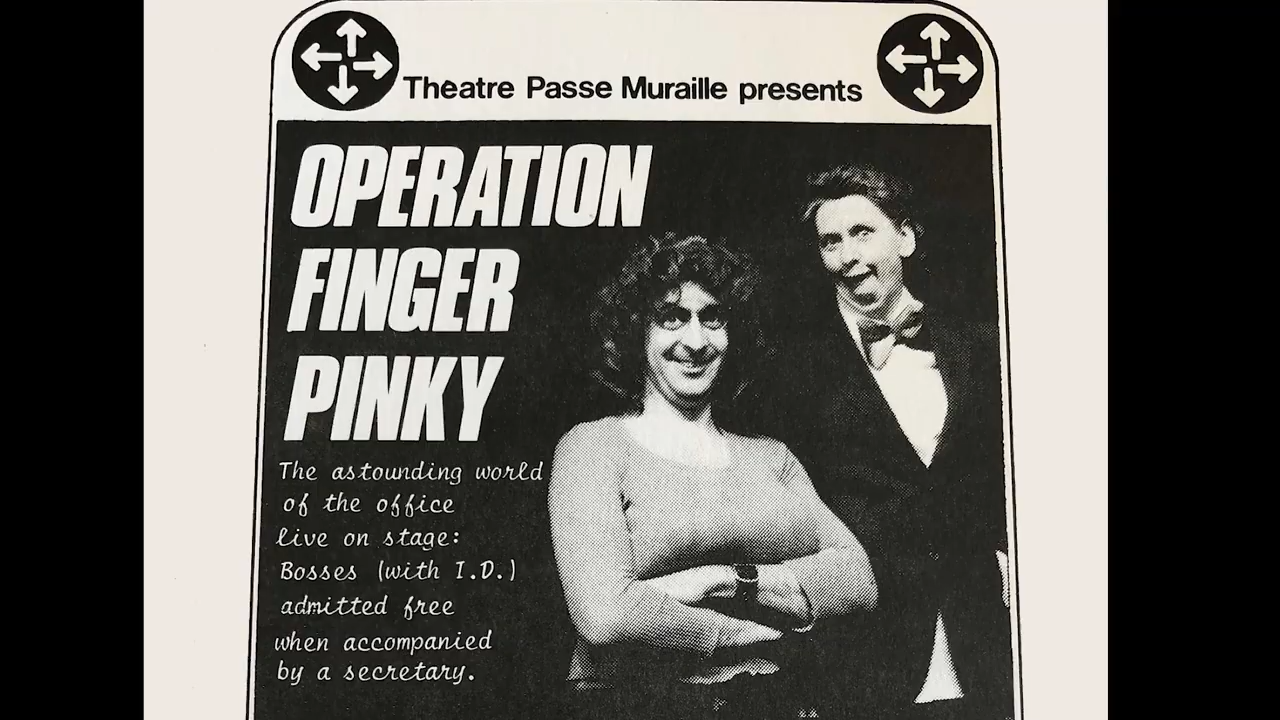 Theatre Passe Muraille presents
OPERATION
FINGER
PINKY
The astounding world
of the office
live on stage:
Bosses (with I.D.)
admitted free
when accompanied
by a secretary.